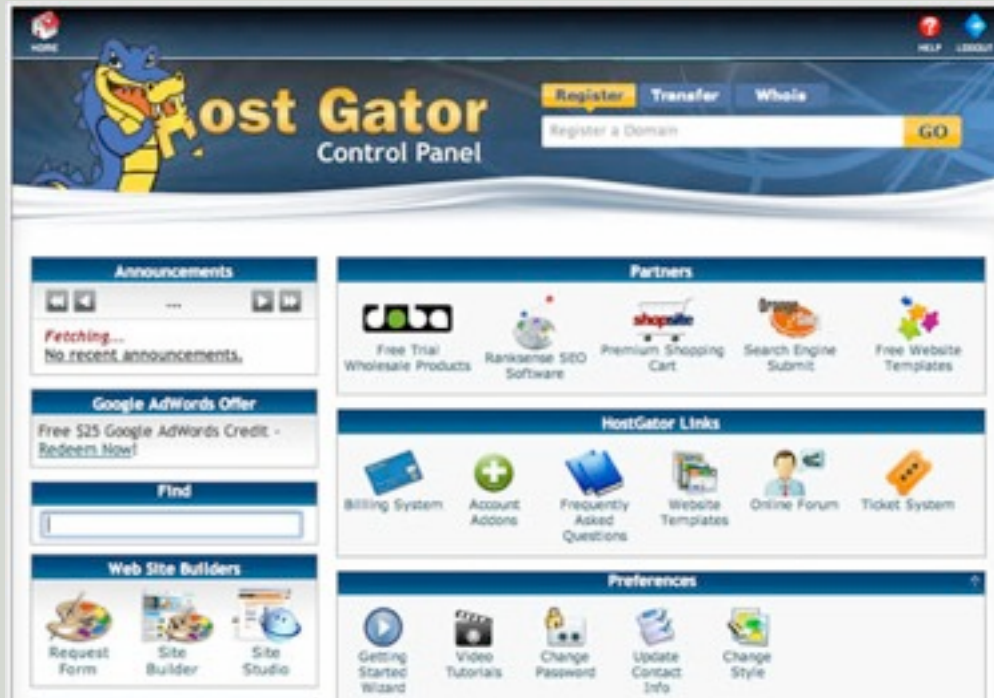 HOME
HELP
LOGOUT
Host Gator
Control Panel
Register
Transfer
Whois
Register a Domain
GO
Announcements
...
Fetching...
No recent announcements.
Google AdWords Offer
Free $25 Google AdWords Credit -
Redeem Now!
Find
Web Site Builders
Request
Form
Site
Builder
Site
Studio
Partners
doba
Free Trial
Wholesale Products
Ranksense SEO
Software
shopsite
Premium Shopping
Cart
Search Engine
Submit
Free Website
Templates
HostGator Links
Billing System
Account
Addons
Frequently
Asked
Questions
Website
Templates
Online Forum
Ticket System
Preferences
Getting
Started
Wizard
Video
Tutorials
Change
Password
Update
Contact
Info
Change
Style